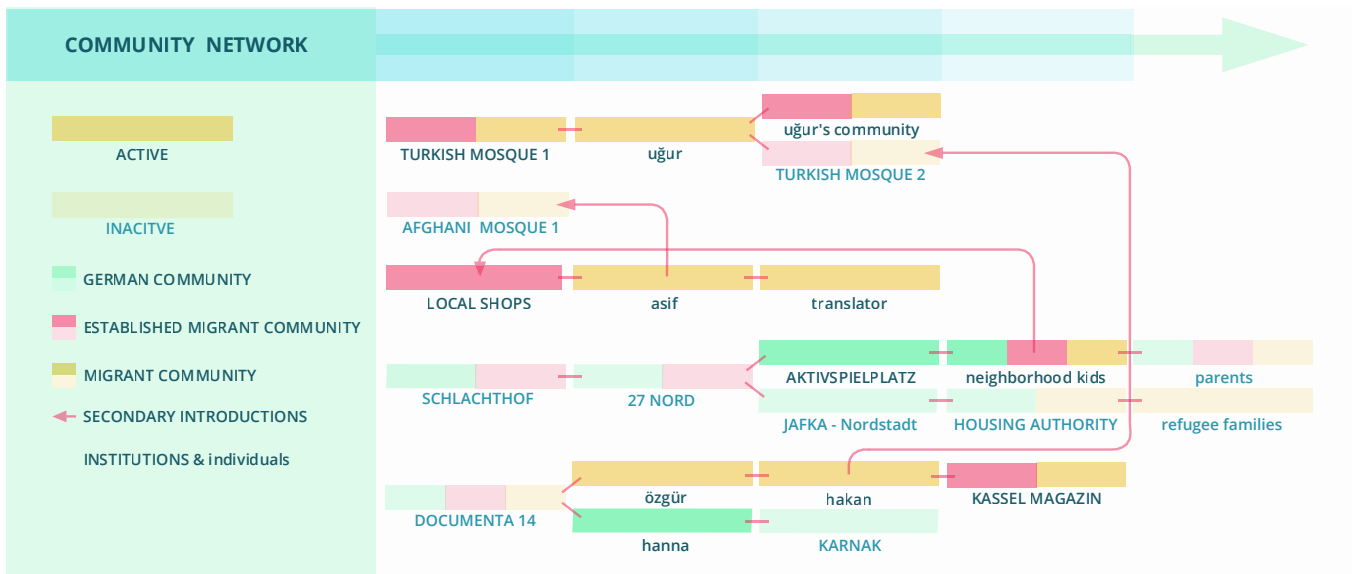 COMMUNITY NETWORK
ACTIVE
INACITVE
GERMAN COMMUNITY
ESTABLISHED MIGRANT COMMUNITY
MIGRANT COMMUNITY
SECONDARY INTRODUCTIONS
INSTITUTIONS & individuals
TURKISH MOSQUE 1
uğur
uğur's community
TURKISH MOSQUE 2
AFGHANI MOSQUE 1
LOCAL SHOPS
asif
translator
SCHLACHTHOF
27 NORD
AKTIVSPIELPLATZ
neighborhood kids
parents
JAFKA - Nordstadt
HOUSING AUTHORITY
refugee families
DOCUMENTA 14
özgür
hakan
KASSEL MAGAZIN
hanna
KARNAK